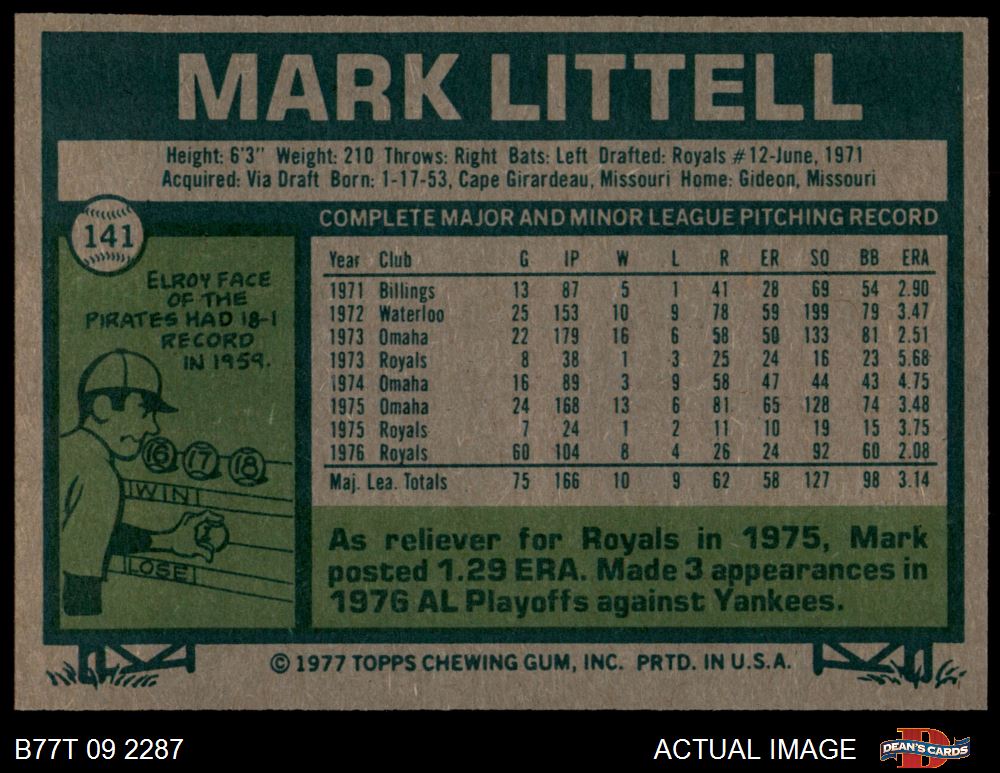 MARK LITTELL
Height: 6'3" Weight: 210 Throws: Right Bats: Left Drafted: Royals #12-June, 1971
Acquired: Via Draft Born: 1-17-53, Cape Girardeau, Missouri Home: Gideon, Missouri
141
ELROY FACE
OF THE
PIRATES HAD 18-1
RECORD
IN 1959.
16 17 18
WIN
1
LOSE
COMPLETE MAJOR AND MINOR LEAGUE PITCHING RECORD
Year Club G IP W L R ER SO BB ERA
1971 Billings 13 87 5 1 41 28 69 54 2.90
1972 Waterloo 25 153 10 9 78 59 199 79 3.47
1973 Omaha 22 179 16 6 58 50 133 81 2.51
1973 Royals 8 38 1 3 25 24 16 23 5.68
1974 Omaha 16 89 3 9 58 47 44 43 4.75
1975 Omaha 24 168 13 6 81 65 128 74 3.48
1975 Royals 7 24 1 2 11 10 19 15 3.75
1976 Royals 60 104 8 4 26 24 92 60 2.08
Maj. Lea. Totals 75 166 10 9 62 58 127 98 3.14
As reliever for Royals in 1975, Mark
posted 1.29 ERA. Made 3 appearances in
1976 AL Playoffs against Yankees.
© 1977 TOPPS CHEWING GUM, INC. PRTD. IN U.S.A.
B77T 09 2287
ACTUAL IMAGE
DEAN'S CARDS